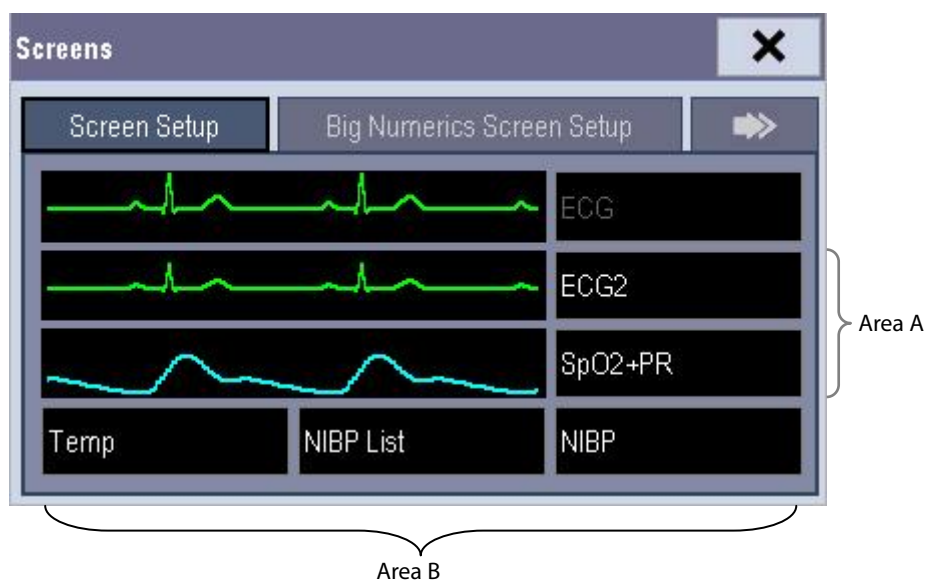 Screens
Screen Setup Big Numerics Screen Setup
ECG
ECG2
Area A
SpO2+PR
Temp NIBP List NIBP
Area B